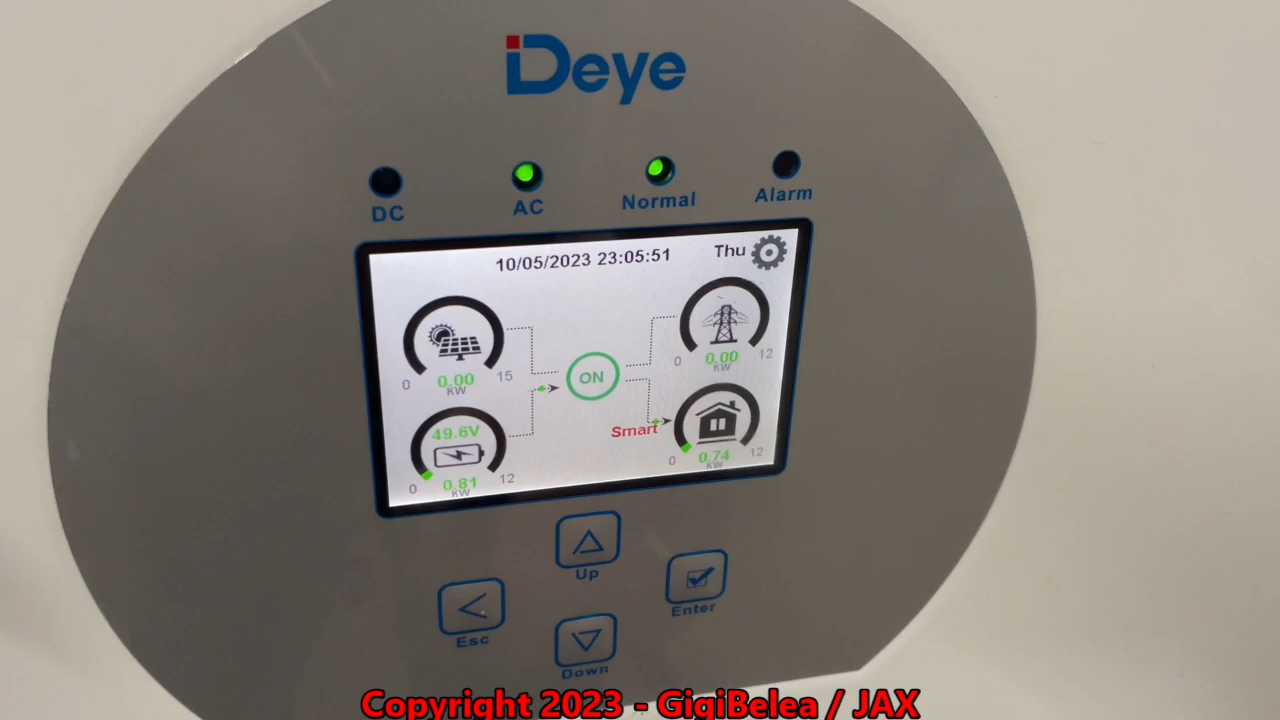 Deye
DC
AC
Normal
Alarm
10/05/2023 23:05:51
Thu
0
0.00
KW
15
0
0.00
KW
12
ON
49.6V
0
0.81
KW
12
Smart
0
0.74
KW
12
Up
Esc
Enter
Down
Copyright 2023 - GigiBelea / JAX